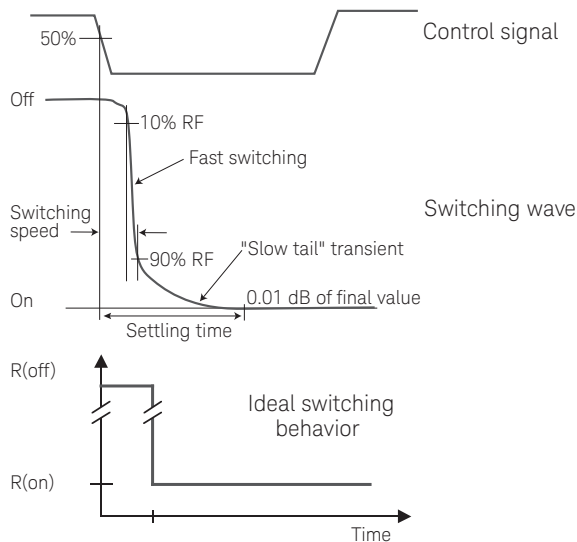 Control signal
50%
Off
10% RF
Fast switching
Switching
speed
Switching wave
90% RF
"Slow tail" transient
On
0.01 dB of final value
Settling time
R(off)
Ideal switching
behavior
R(on)
Time